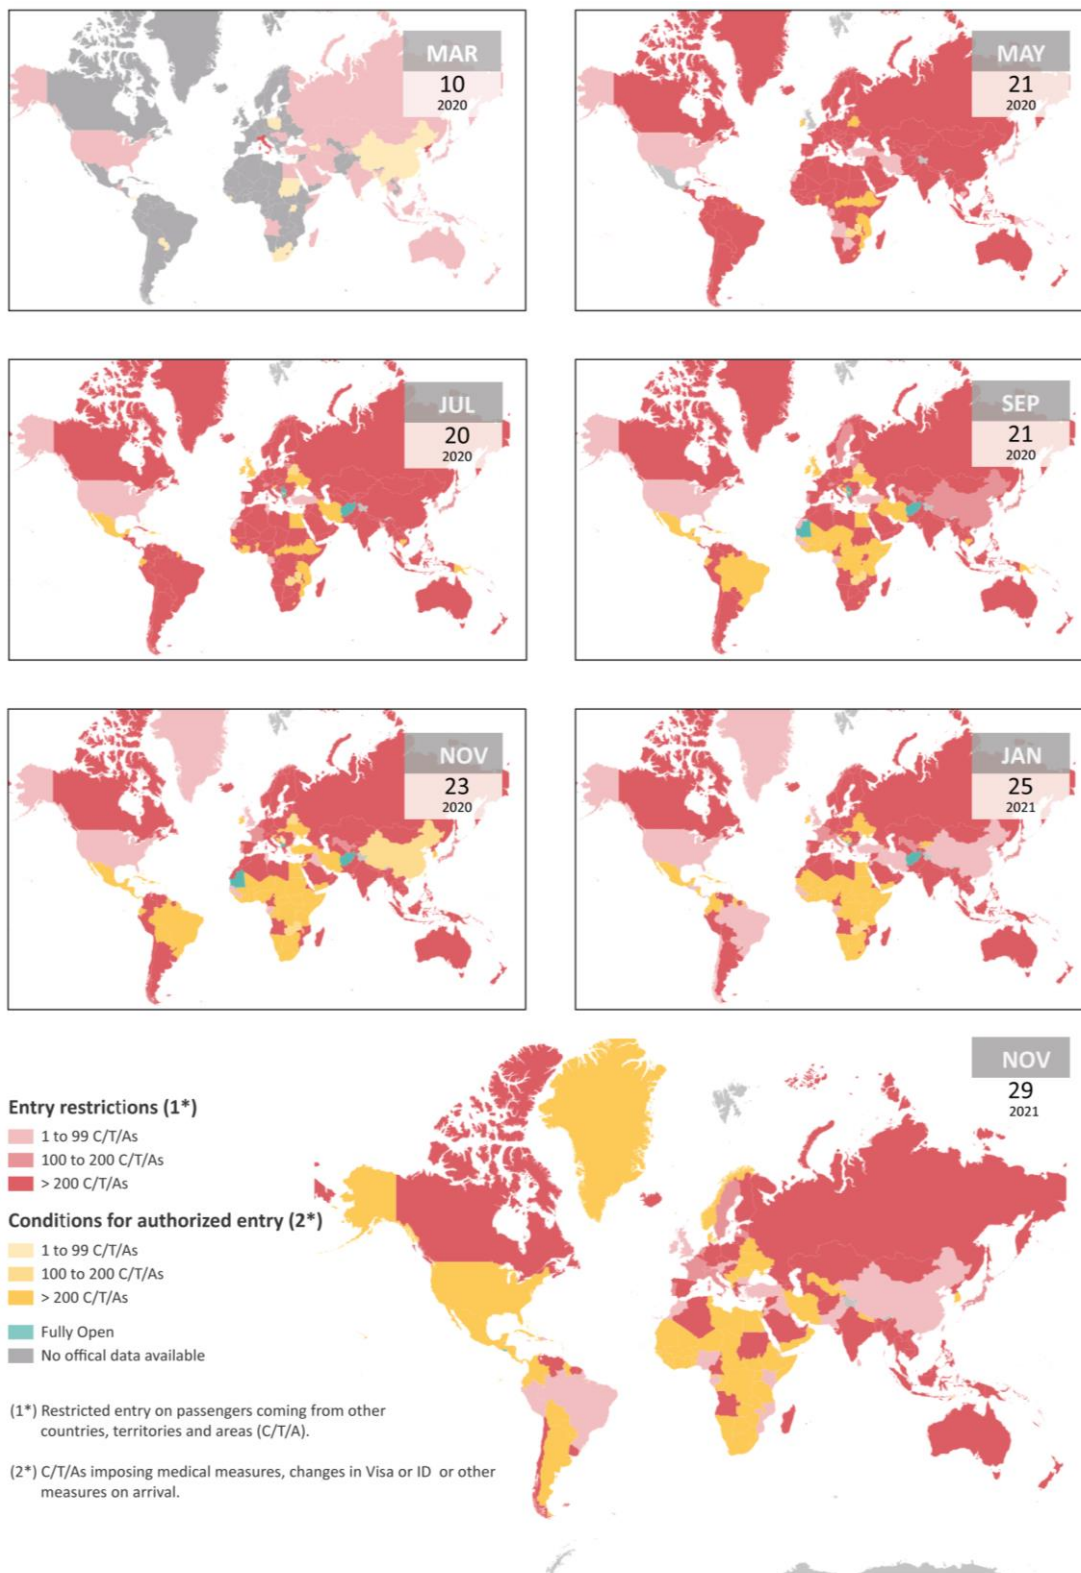 MAR
10
2020
MAY
21
2020
JUL
20
2020
SEP
21
2020
NOV
23
2020
JAN
25
2021
NOV
29
2021
Entry restrictions (1*)
1 to 99 C/T/As
100 to 200 C/T/As
> 200 C/T/As
Conditions for authorized entry (2*)
1 to 99 C/T/As
100 to 200 C/T/As
> 200 C/T/As
Fully Open
No offical data available
(1*) Restricted entry on passengers coming from other
countries, territories and areas (C/T/A).
(2*) C/T/As imposing medical measures, changes in Visa or ID or other
measures on arrival.